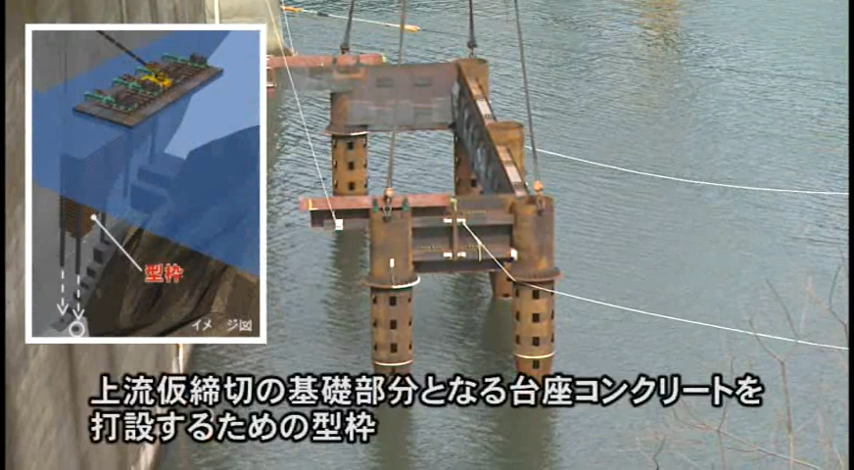 型枠
イメージ図
上流仮締切の基礎部分となる台座コンクリートを
打設するための型枠